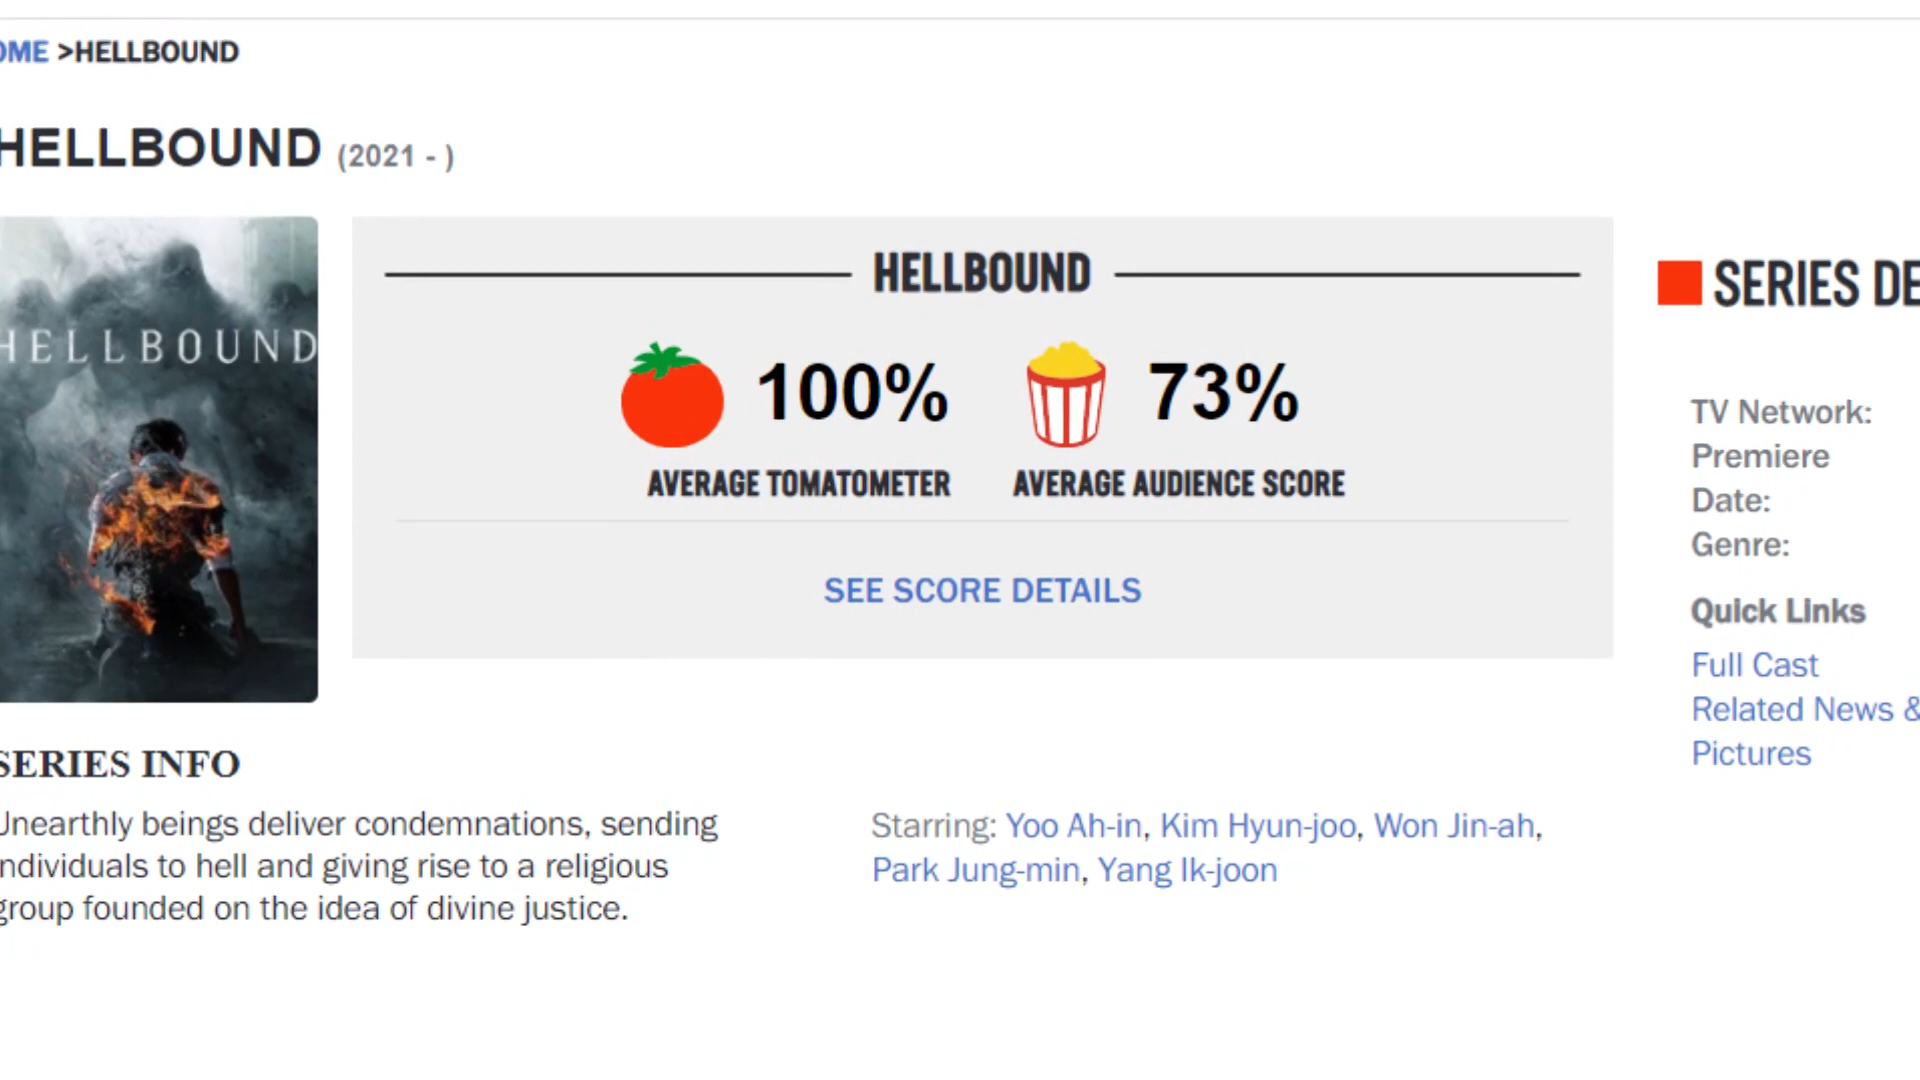 OME >HELLBOUND
HELLBOUND (2021 - )
HELLBOUND
HELLBOUND
100%
73%
AVERAGE TOMATOMETER
AVERAGE AUDIENCE SCORE
SEE SCORE DETAILS
SERIES DE
TV Network:
Premiere
Date:
Genre:
Quick Links
Full Cast
Related News &
Pictures
SERIES INFO
Unearthly beings deliver condemnations, sending
individuals to hell and giving rise to a religious
group founded on the idea of divine justice.
Starring: Yoo Ah-in, Kim Hyun-joo, Won Jin-ah,
Park Jung-min, Yang Ik-joon